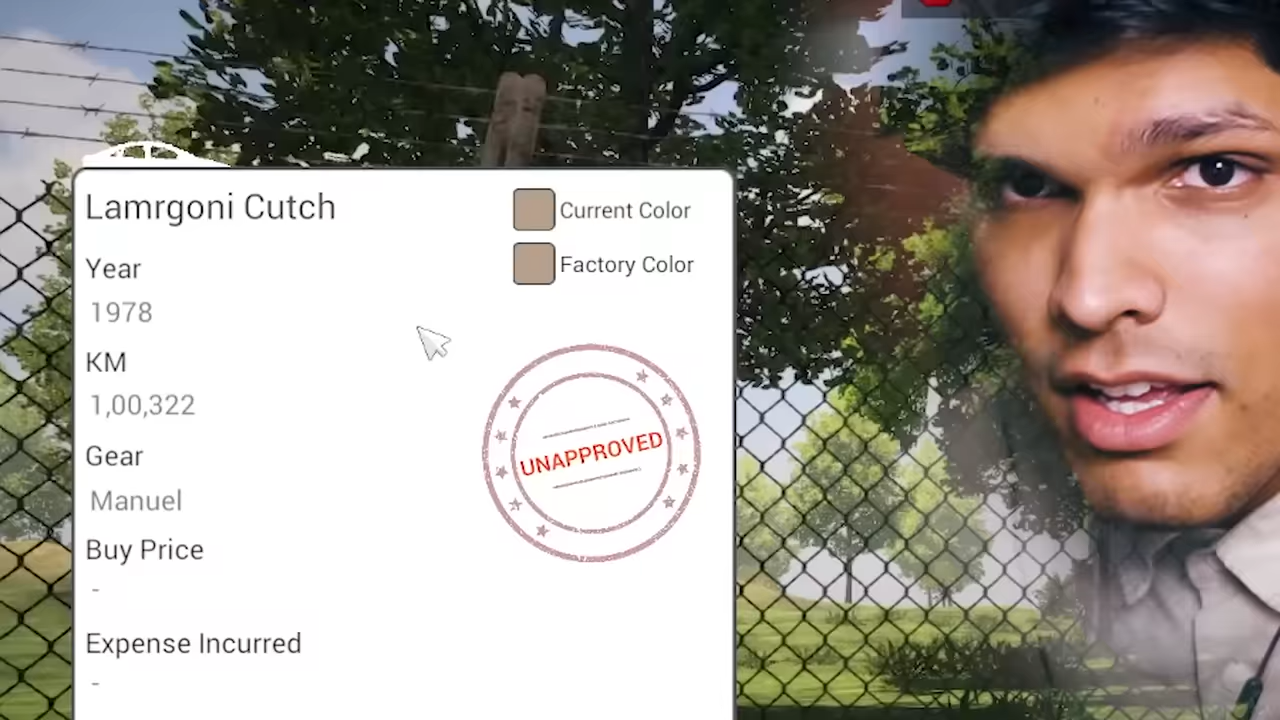 Lamrgoni Cutch
Current Color
Factory Color
Year
1978
KM
1,00,322
Gear
Manuel
UNAPPROVED
Buy Price
-
Expense Incurred
-